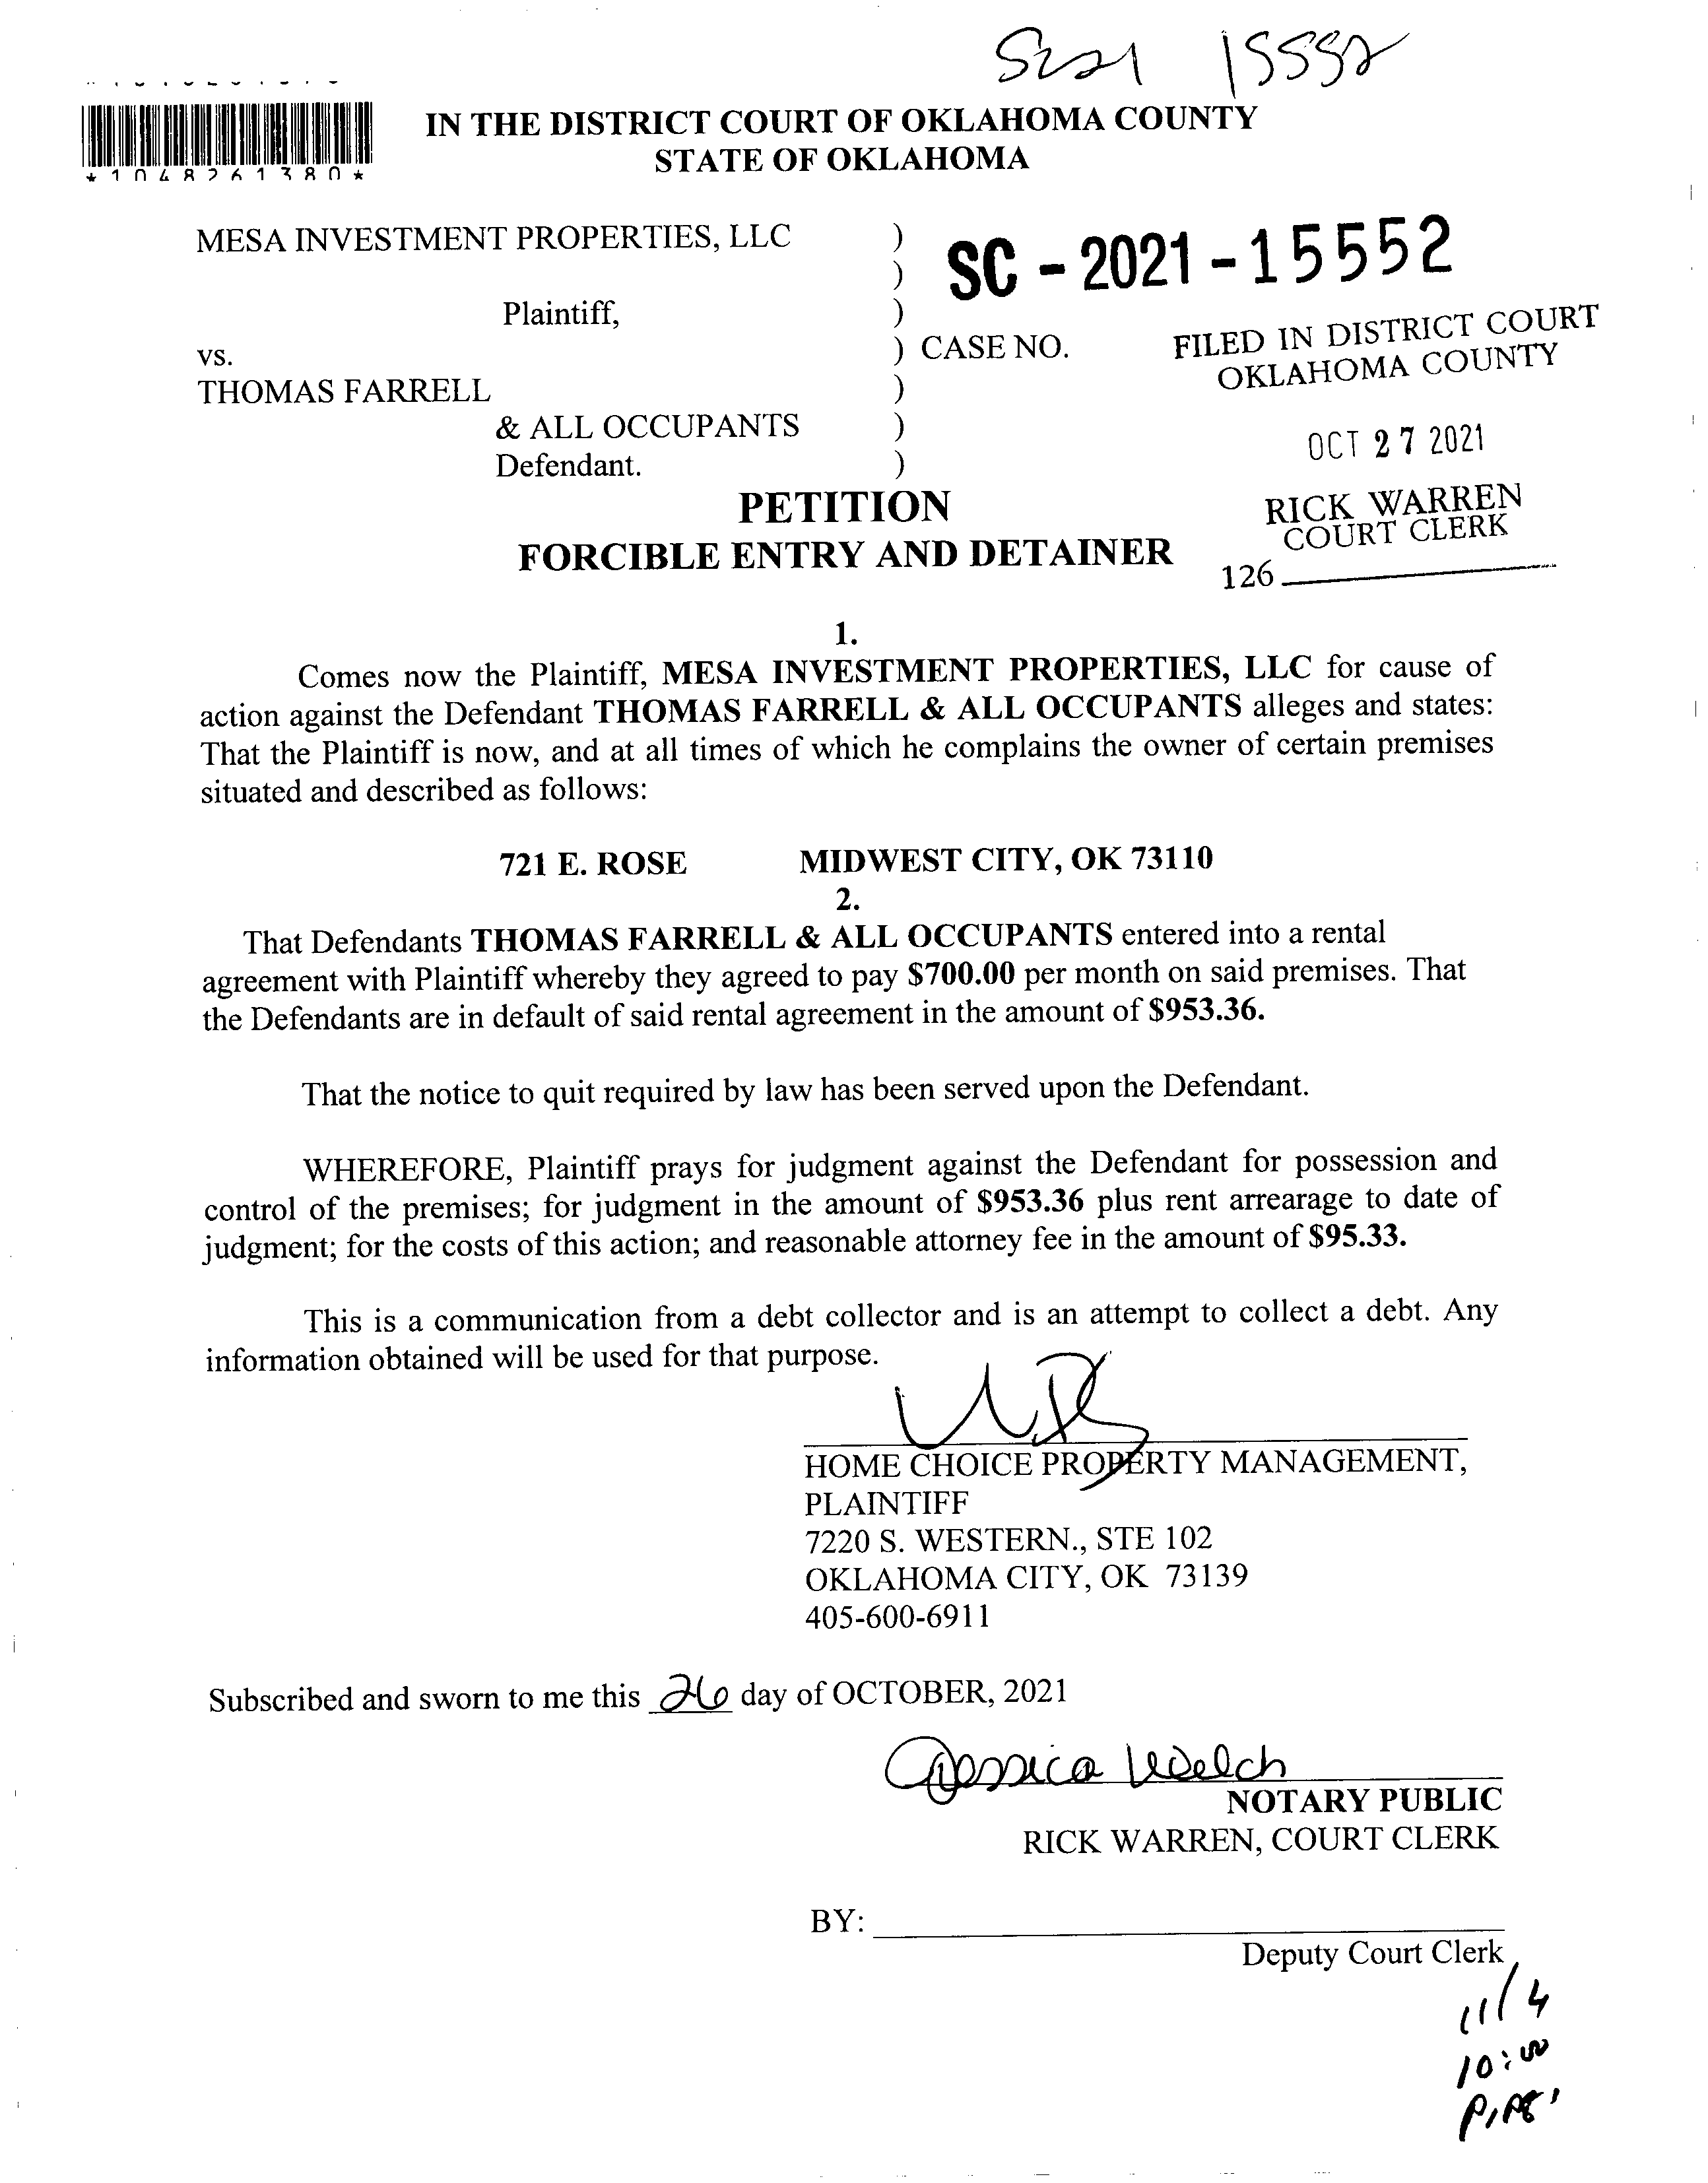 SC21 15552
*1048261380*
IN THE DISTRICT COURT OF OKLAHOMA COUNTY
STATE OF OKLAHOMA
MESA INVESTMENT PROPERTIES, LLC )
)
Plaintiff, )
vs. ) CASE NO.
THOMAS FARRELL )
& ALL OCCUPANTS )
Defendant. )
SC - 2021 - 15552
FILED IN DISTRICT COURT
OKLAHOMA COUNTY
OCT 27 2021
RICK WARREN
COURT CLERK
126
PETITION
FORCIBLE ENTRY AND DETAINER
1.
Comes now the Plaintiff, MESA INVESTMENT PROPERTIES, LLC for cause of
action against the Defendant THOMAS FARRELL & ALL OCCUPANTS alleges and states:
That the Plaintiff is now, and at all times of which he complains the owner of certain premises
situated and described as follows:
721 E. ROSE MIDWEST CITY, OK 73110
2.
That Defendants THOMAS FARRELL & ALL OCCUPANTS entered into a rental
agreement with Plaintiff whereby they agreed to pay $700.00 per month on said premises. That
the Defendants are in default of said rental agreement in the amount of $953.36.
That the notice to quit required by law has been served upon the Defendant.
WHEREFORE, Plaintiff prays for judgment against the Defendant for possession and
control of the premises; for judgment in the amount of $953.36 plus rent arrearage to date of
judgment; for the costs of this action; and reasonable attorney fee in the amount of $95.33.
This is a communication from a debt collector and is an attempt to collect a debt. Any
information obtained will be used for that purpose.
HOME CHOICE PROPERTY MANAGEMENT,
PLAINTIFF
7220 S. WESTERN., STE 102
OKLAHOMA CITY, OK 73139
405-600-6911
Subscribed and sworn to me this 26 day of OCTOBER, 2021
Jessica Welch
NOTARY PUBLIC
RICK WARREN, COURT CLERK
BY:
Deputy Court Clerk
11/4
10:00